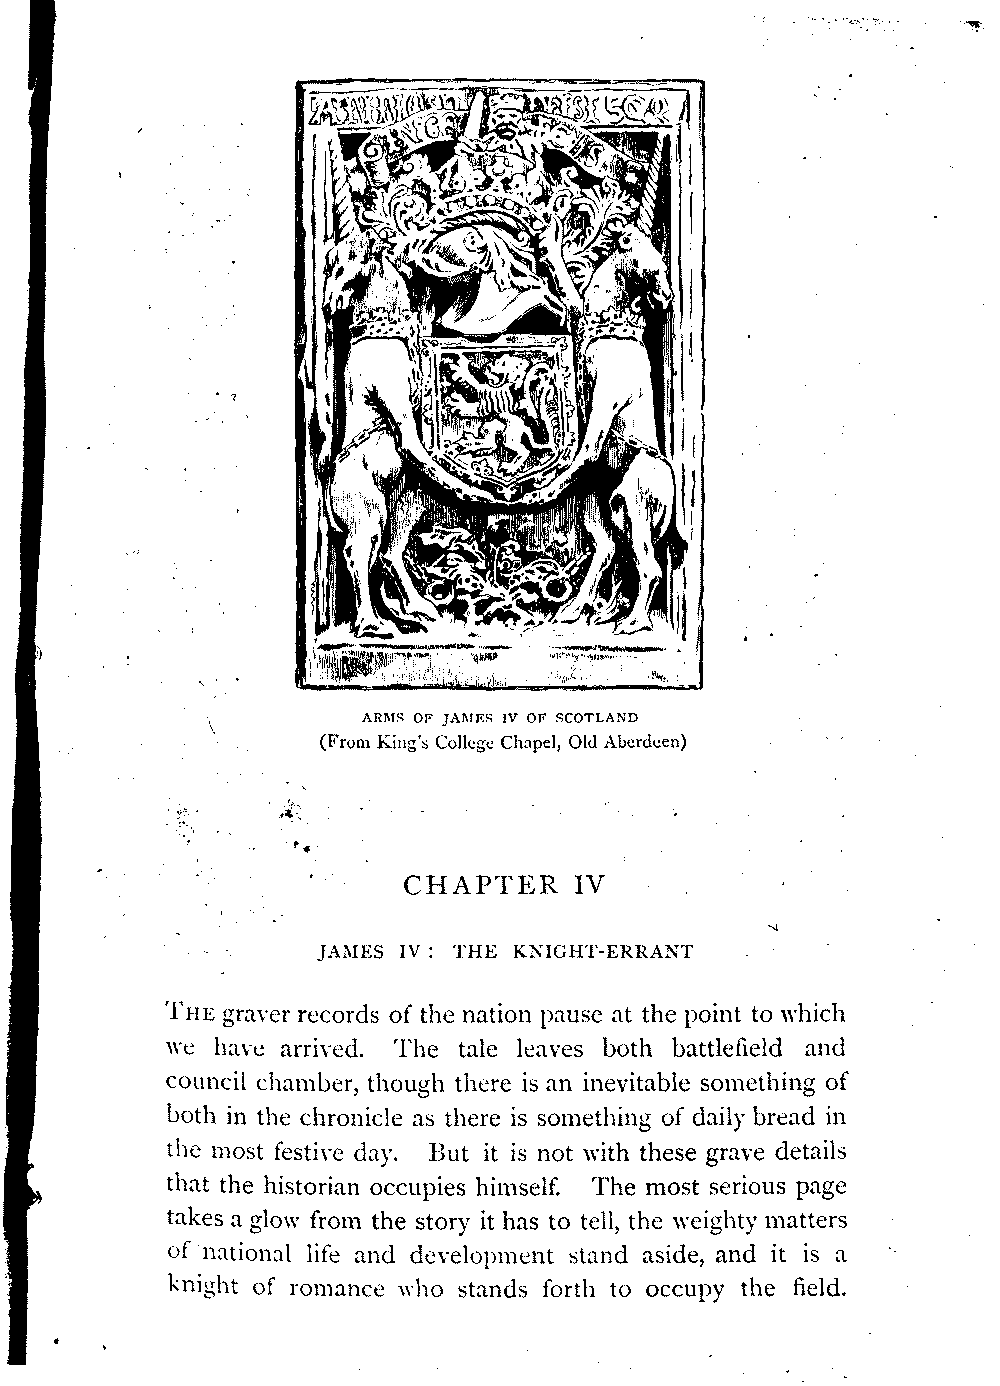 ARMS OF JAMES IV OF SCOTLAND
(From King's College Chapel, Old Aberdeen)
CHAPTER IV
JAMES IV: THE KNIGHT-ERRANT
THE graver records of the nation pause at the point to which
we have arrived. The tale leaves both battlefield and
council chamber, though there is an inevitable something of
both in the chronicle as there is something of daily bread in
the most festive day. But it is not with these grave details
that the historian occupies himself. The most serious page
takes a glow from the story it has to tell, the weighty matters
of national life and development stand aside, and it is a
knight of romance who stands forth to occupy the field.